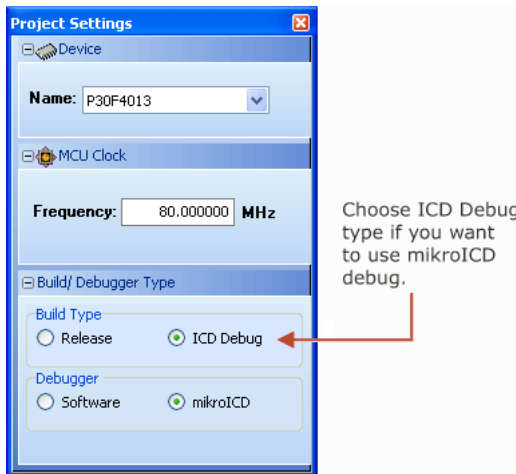 Project Settings
Device
Name: P30F4013
MCU Clock
Frequency: 80.000000 MHz
Build/ Debugger Type
Build Type
Release ICD Debug
Debugger
Software mikroICD
Choose ICD Debug
type if you want
to use mikroICD
debug.